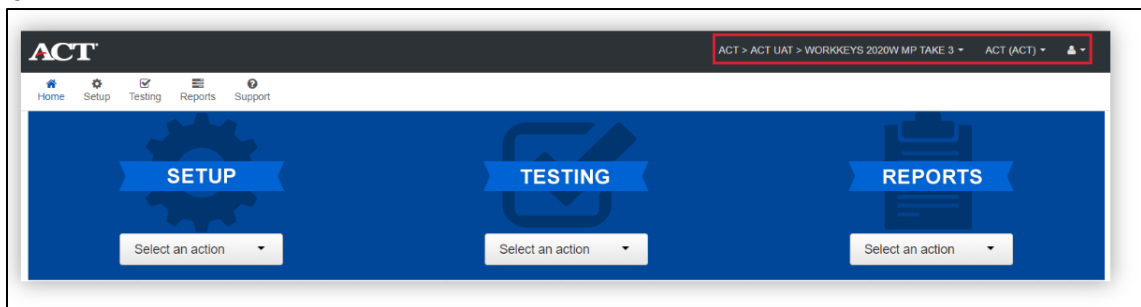 ACT
ACT > ACT UAT > WORKKEYS 2020W MP TAKE 3 ACT (ACT)
Home Setup Testing Reports Support
SETUP TESTING REPORTS
Select an action Select an action Select an action